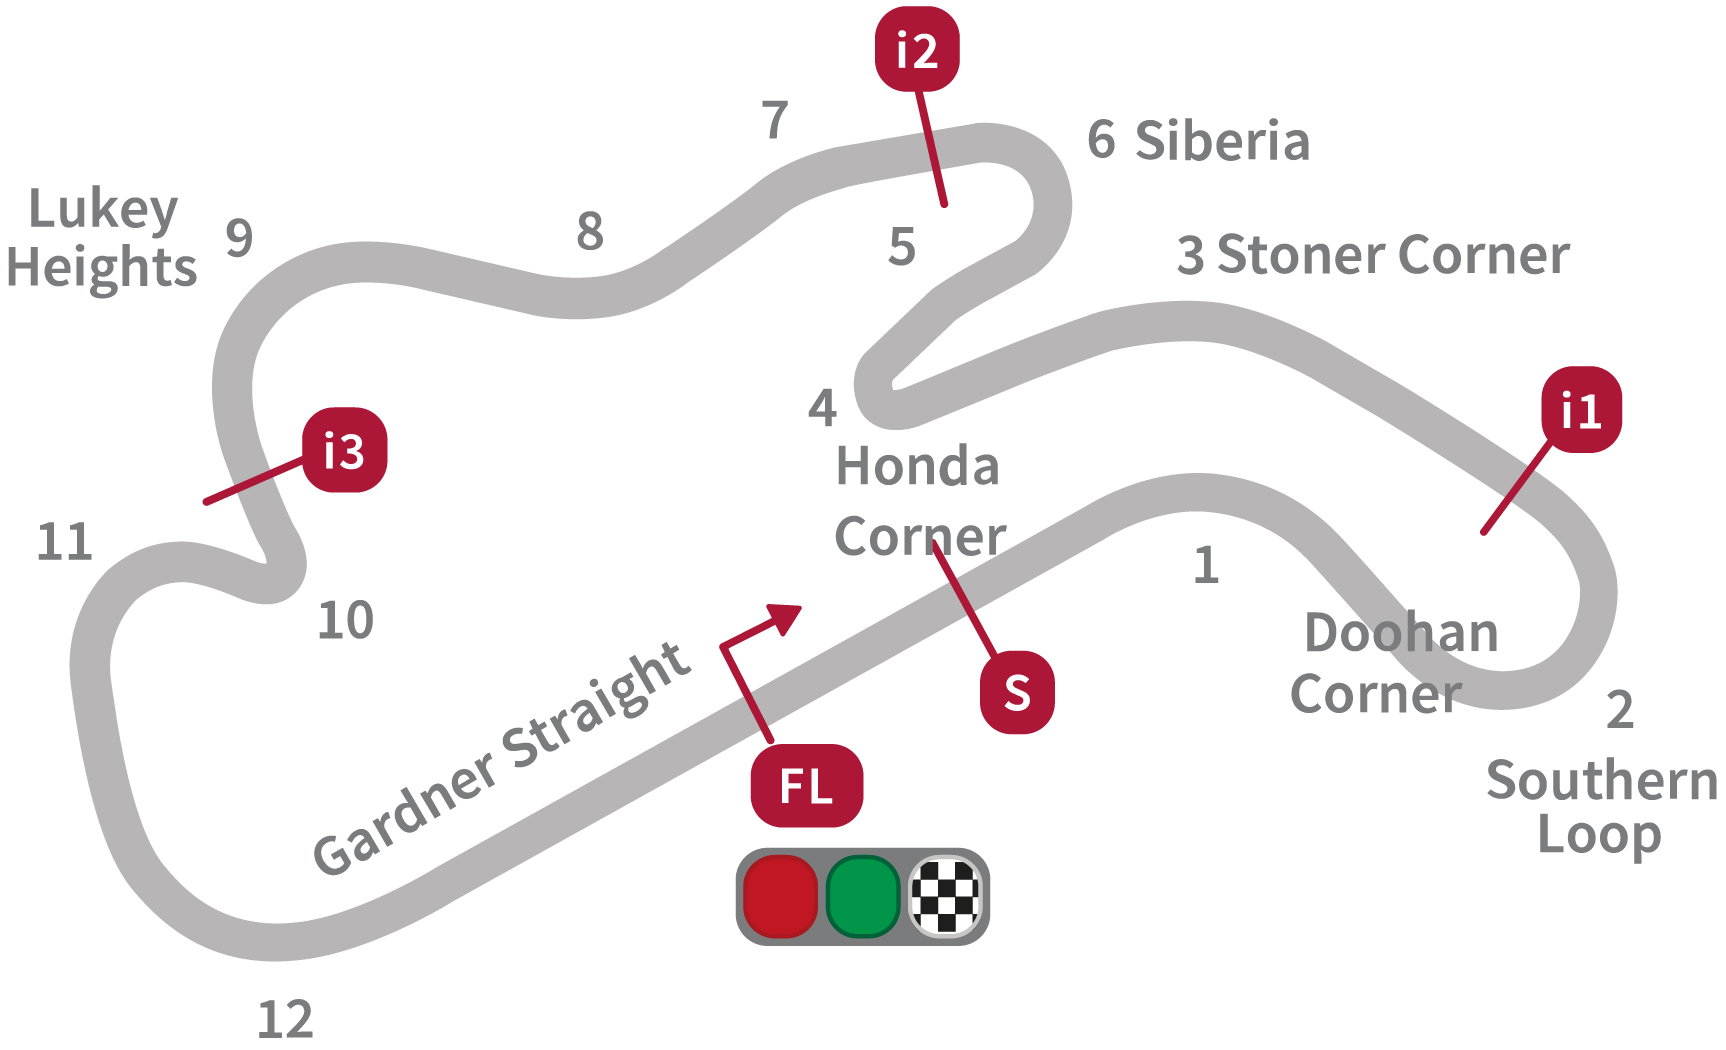 i2
7
6 Siberia
Lukey
Heights
9
8
5
3 Stoner Corner
i1
4
i3
Honda
Corner
11
1
10
Doohan
Corner
Gardner Straight
S
2
FL
Southern
Loop
12